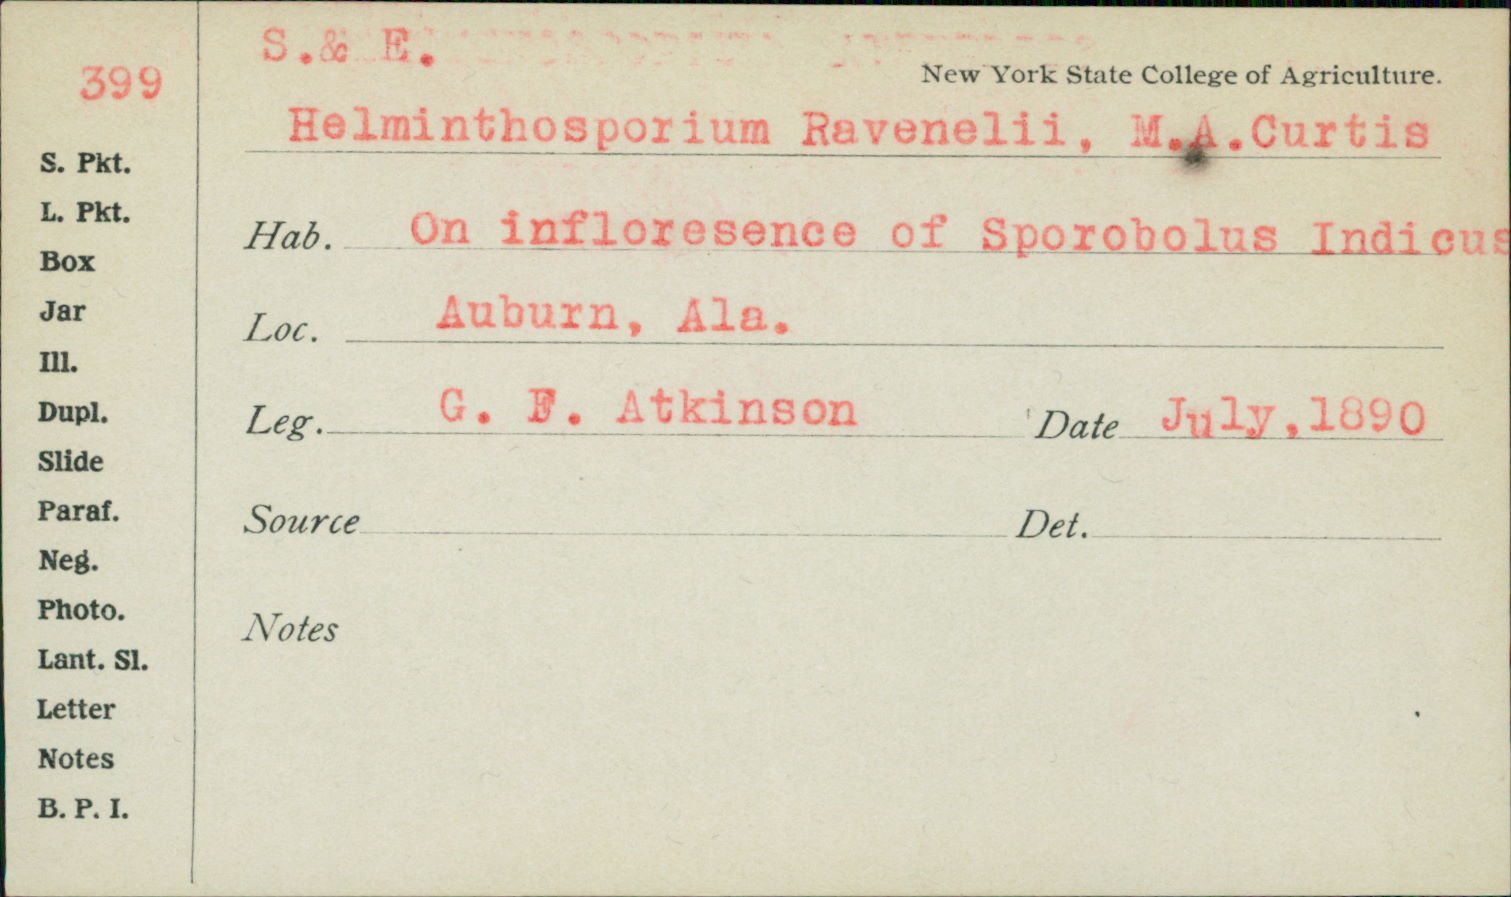 S.& E.
399
New York State College of Agriculture.
Helminthosporium Ravenelii, M.A.Curtis
S. Pkt.
L. Pkt.
Hab. On infloresence of Sporobolus Indicus
Box
Jar
Loc. Auburn, Ala.
Ill.
Dupl.
Leg. G. F. Atkinson Date July,1890
Slide
Paraf.
Source Det.
Neg.
Photo.
Notes
Lant. Sl.
Letter
Notes
B. P. I.